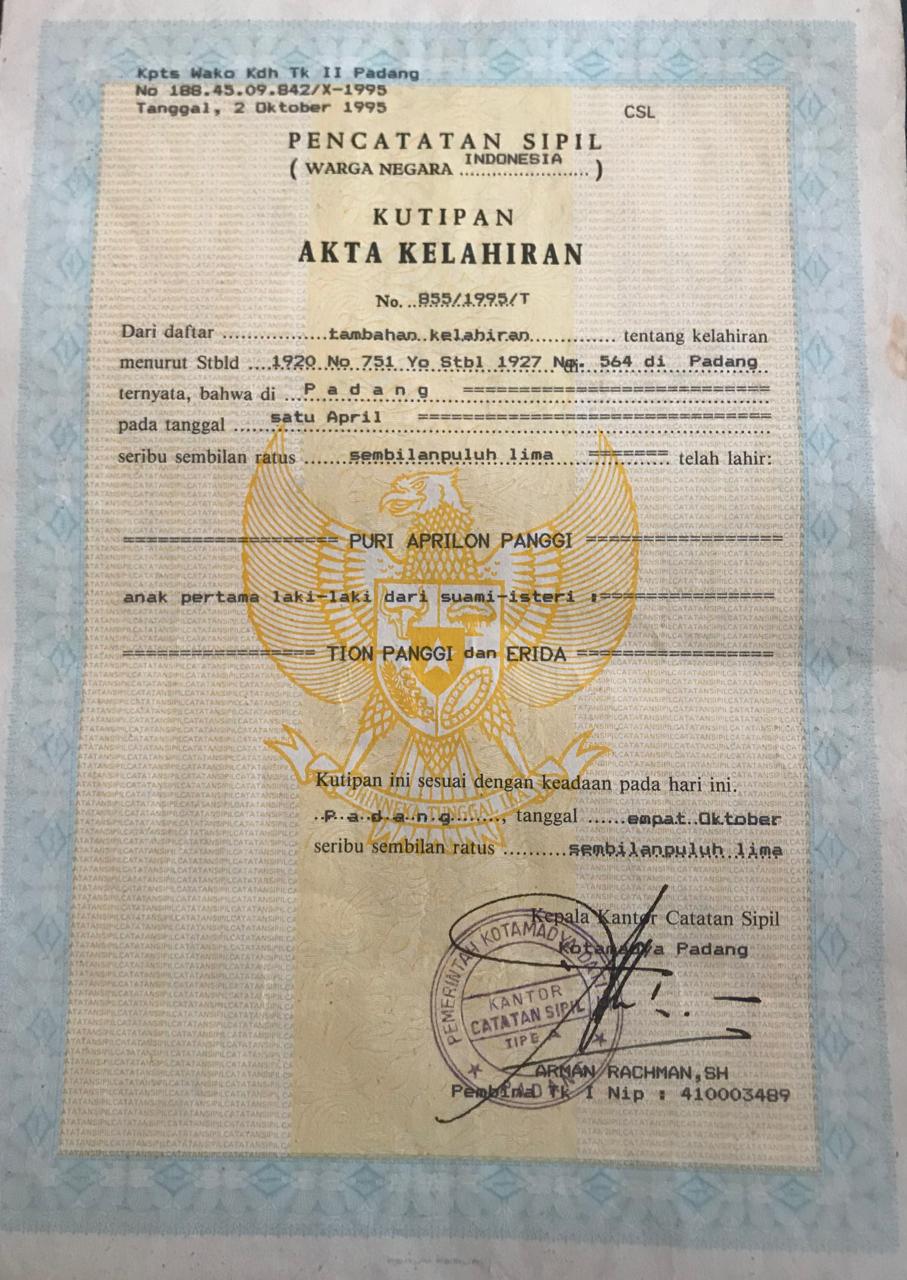 Kpts Wako Kdh Tk II Padang
No 188.45.09.842/X-1995
Tanggal, 2 Oktober 1995
CSL
PENCATATAN SIPIL
( WARGA NEGARA INDONESIA )
KUTIPAN
AKTA KELAHIRAN
No. 855/1995/T
Dari daftar tambahan kelahiran tentang kelahiran
menurut Stbld 1920 No 751 Yo Stbl 1927 No. 564 di Padang
ternyata, bahwa di Padang
pada tanggal satu April
seribu sembilan ratus sembilanpuluh lima telah lahir:
PURI APRILON PANGGI
anak pertama laki-laki dari suami-isteri :
TION PANGGI dan ERIDA
BHINNEKA TUNGGAL IKA
Kutipan ini sesuai dengan keadaan pada hari ini.
Padang, tanggal empat Oktober
seribu sembilan ratus sembilanpuluh lima
Kepala Kantor Catatan Sipil
Kotamadya Padang
PEMERINTAH KOTAMADYA DATI II
KANTOR
CATATAN SIPIL
TIPE A
PADANG
ARMAN RACHMAN,SH
Pembina Tk I Nip : 410003489